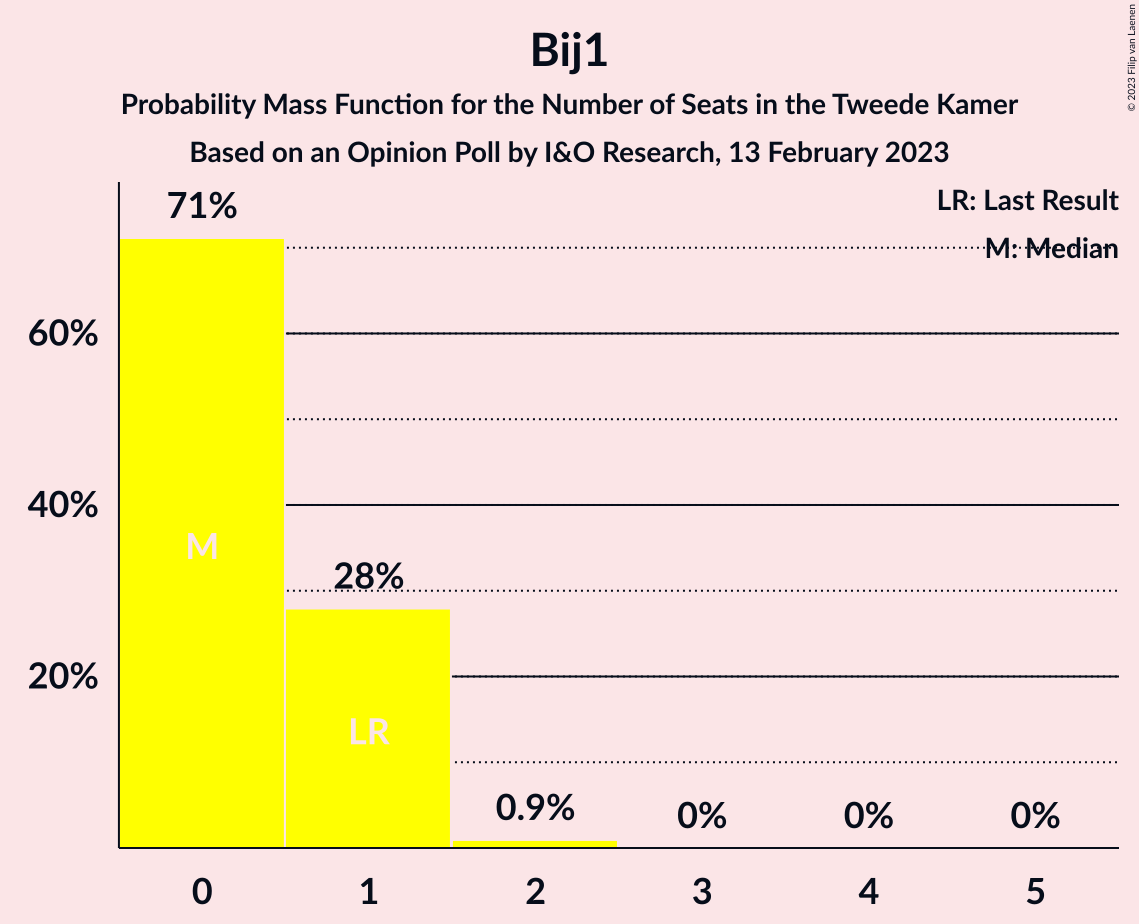 Bij1
Probability Mass Function for the Number of Seats in the Tweede Kamer
Based on an Opinion Poll by I&O Research, 13 February 2023
© 2023 Filip van Laenen
LR: Last Result
M: Median
71%
60%
40%
M
28%
20%
LR
0.9%
0%
0%
0%
0
1
2
3
4
5